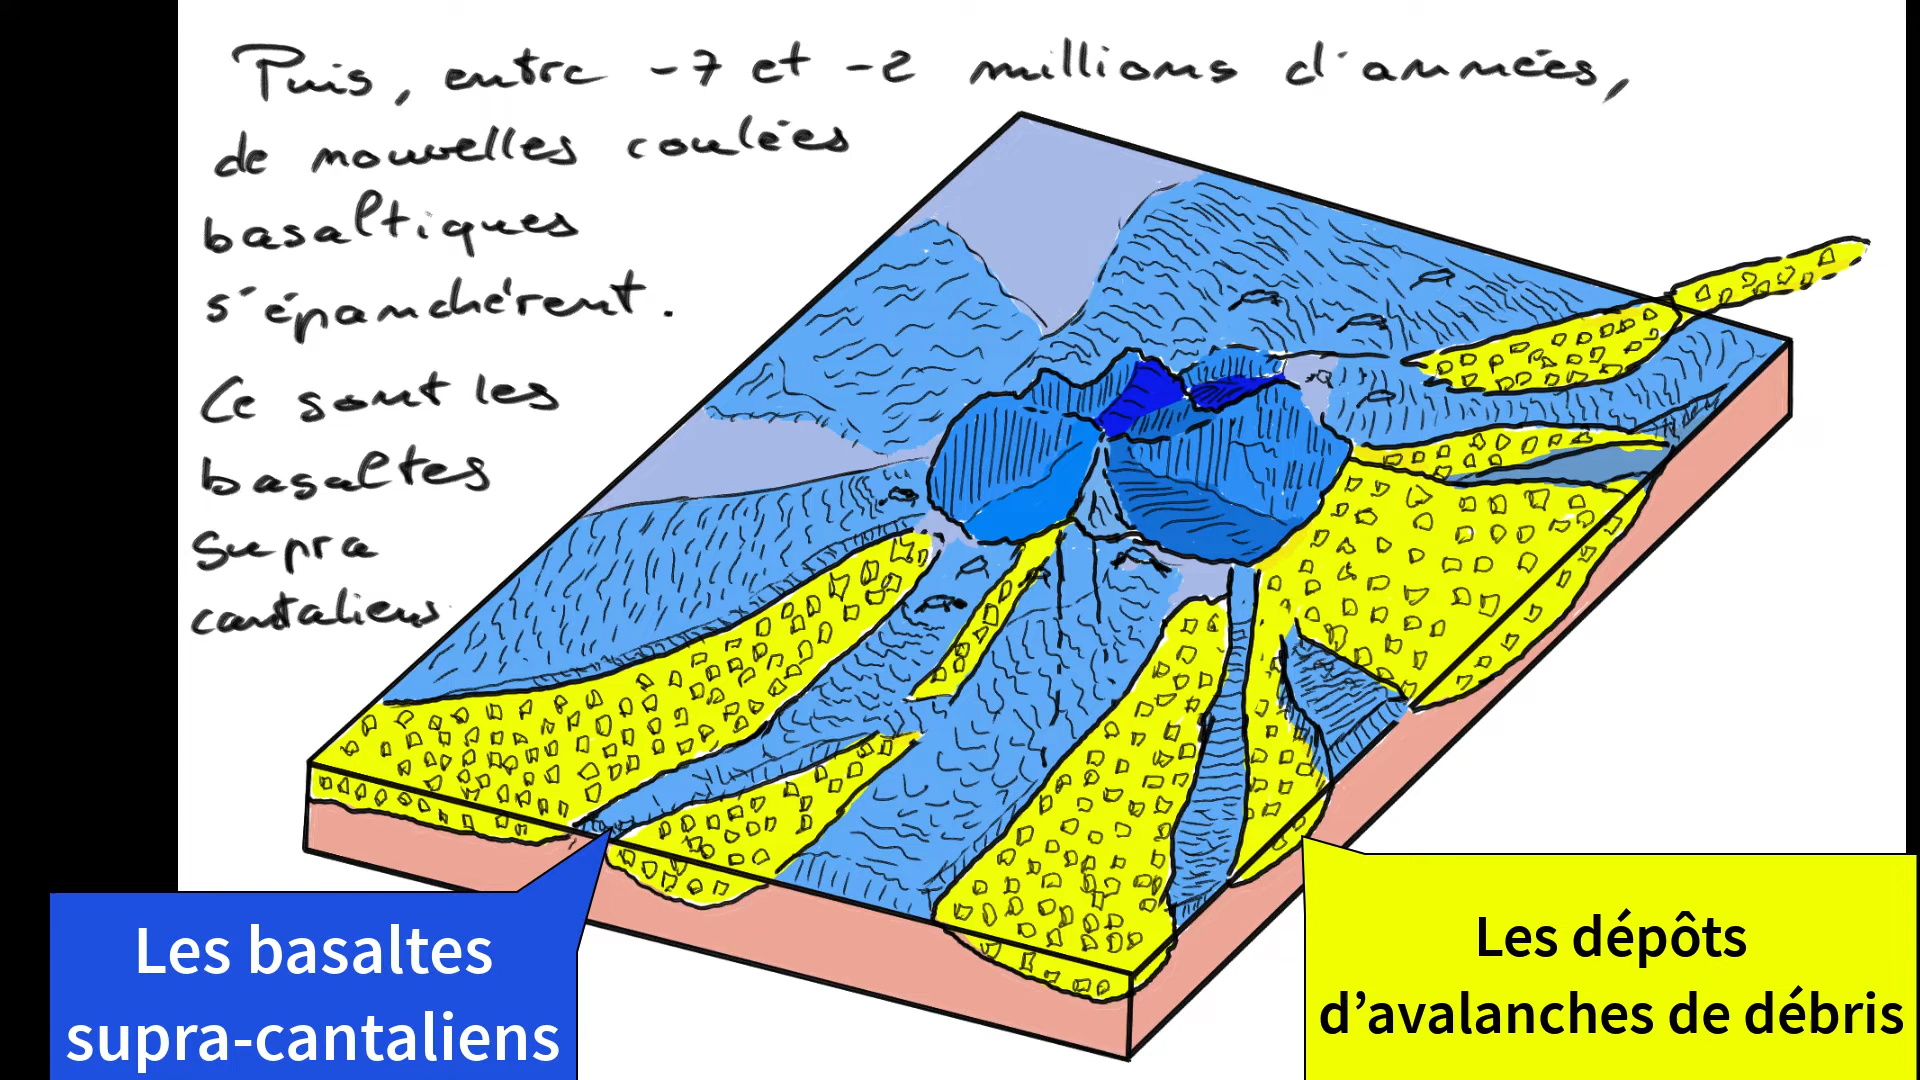 Puis, entre -7 et -2 millions d'années,
de nouvelles coulées
basaltiques
s'épanchérent.
Ce sont les
basaltes
supra
cantaliens
Les basaltes
supra-cantaliens
Les dépôts
d’avalanches de débris